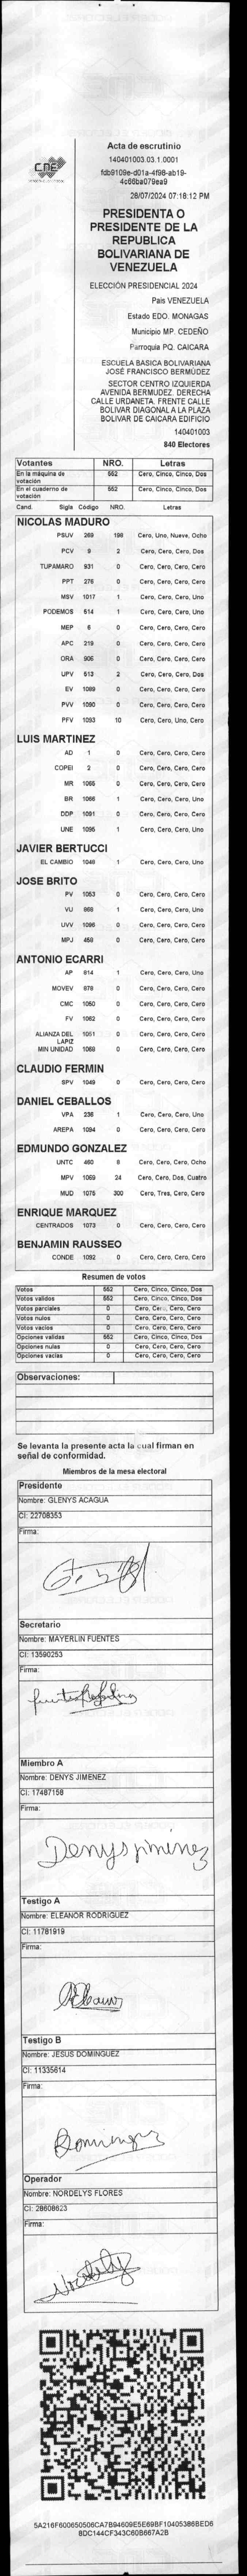 CNE
Acta de escrutinio
140401003.03.1.0001
fdb9109e-d01a-4f98-ab19-
4c66ba079ea9
28/07/2024 07:18:12 PM
PRESIDENTA O
PRESIDENTE DE LA
REPUBLICA
BOLIVARIANA DE
VENEZUELA
ELECCIÓN PRESIDENCIAL 2024
Pais VENEZUELA
Estado EDO. MONAGAS
Municipio MP. CEDEÑO
Parroquia PQ. CAICARA
ESCUELA BASICA BOLIVARIANA
JOSÉ FRANCISCO BERMÚDEZ
SECTOR CENTRO IZQUIERDA
AVENIDA BERMUDEZ. DERECHA
CALLE URDANETA. FRENTE CALLE
BOLIVAR DIAGONAL A LA PLAZA
BOLIVAR DE CAICARA EDIFICIO
140401003
840 Electores
Votantes NRO. Letras
En la máquina de votación 552 Cero, Cinco, Cinco, Dos
En el cuaderno de votación 552 Cero, Cinco, Cinco, Dos
Cand. Sigla Código NRO. Letras
NICOLAS MADURO
PSUV 269 198 Cero, Uno, Nueve, Ocho
PCV 9 2 Cero, Cero, Cero, Dos
TUPAMARO 931 0 Cero, Cero, Cero, Cero
PPT 276 0 Cero, Cero, Cero, Cero
MSV 1017 1 Cero, Cero, Cero, Uno
PODEMOS 514 1 Cero, Cero, Cero, Uno
MEP 6 0 Cero, Cero, Cero, Cero
APC 219 0 Cero, Cero, Cero, Cero
ORA 906 0 Cero, Cero, Cero, Cero
UPV 513 2 Cero, Cero, Cero, Dos
EV 1089 0 Cero, Cero, Cero, Cero
PVV 1090 0 Cero, Cero, Cero, Cero
PFV 1093 10 Cero, Cero, Uno, Cero
LUIS MARTINEZ
AD 1 0 Cero, Cero, Cero, Cero
COPEI 2 0 Cero, Cero, Cero, Cero
MR 1065 0 Cero, Cero, Cero, Cero
BR 1066 1 Cero, Cero, Cero, Uno
DDP 1091 0 Cero, Cero, Cero, Cero
UNE 1095 1 Cero, Cero, Cero, Uno
JAVIER BERTUCCI
EL CAMBIO 1048 1 Cero, Cero, Cero, Uno
JOSE BRITO
PV 1053 0 Cero, Cero, Cero, Cero
VU 868 1 Cero, Cero, Cero, Uno
UVV 1096 0 Cero, Cero, Cero, Cero
MPJ 459 0 Cero, Cero, Cero, Cero
ANTONIO ECARRI
AP 814 1 Cero, Cero, Cero, Uno
MOVEV 978 0 Cero, Cero, Cero, Cero
CMC 1050 0 Cero, Cero, Cero, Cero
FV 1062 0 Cero, Cero, Cero, Cero
ALIANZA DEL LAPIZ 1051 0 Cero, Cero, Cero, Cero
MIN UNIDAD 1068 0 Cero, Cero, Cero, Cero
CLAUDIO FERMIN
SPV 1049 0 Cero, Cero, Cero, Cero
DANIEL CEBALLOS
VPA 236 1 Cero, Cero, Cero, Uno
AREPA 1094 0 Cero, Cero, Cero, Cero
EDMUNDO GONZALEZ
UNTC 460 8 Cero, Cero, Cero, Ocho
MPV 1069 24 Cero, Cero, Dos, Cuatro
MUD 1075 300 Cero, Tres, Cero, Cero
ENRIQUE MARQUEZ
CENTRADOS 1073 0 Cero, Cero, Cero, Cero
BENJAMIN RAUSSEO
CONDE 1092 0 Cero, Cero, Cero, Cero
Resumen de votos
Votos 552 Cero, Cinco, Cinco, Dos
Votos validos 552 Cero, Cinco, Cinco, Dos
Votos parciales 0 Cero, Cero, Cero, Cero
Votos nulos 0 Cero, Cero, Cero, Cero
Votos vacios 0 Cero, Cero, Cero, Cero
Opciones validas 552 Cero, Cinco, Cinco, Dos
Opciones nulas 0 Cero, Cero, Cero, Cero
Opciones vacias 0 Cero, Cero, Cero, Cero
Observaciones:
Se levanta la presente acta la cual firman en
señal de conformidad.
Miembros de la mesa electoral
Presidente
Nombre: GLENYS ACAGUA
CI: 22708353
Firma:
Secretario
Nombre: MAYERLIN FUENTES
CI: 13590253
Firma:
Miembro A
Nombre: DENYS JIMENEZ
CI: 17487158
Firma:
Denys jiminez
Testigo A
Nombre: ELEANOR RODRIGUEZ
CI: 11781919
Firma:
Testigo B
Nombre: JESUS DOMINGUEZ
CI: 11335614
Firma:
Operador
Nombre: NORDELYS FLORES
CI: 28608623
Firma:
5A216F600650506CA7B94609E5E69BF10405386BED6
8DC144CF343C60B667A2B